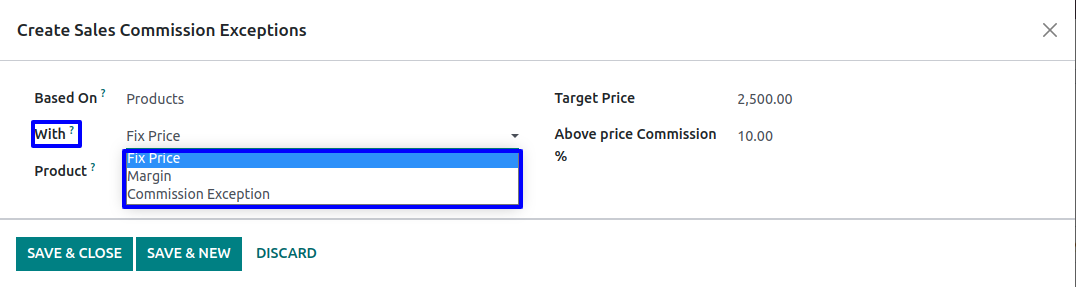 Create Sales Commission Exceptions
Based On ? Products
With ? Fix Price
Fix Price
Margin
Commission Exception
Product ?
Target Price 2,500.00
Above price Commission % 10.00
SAVE & CLOSE SAVE & NEW DISCARD